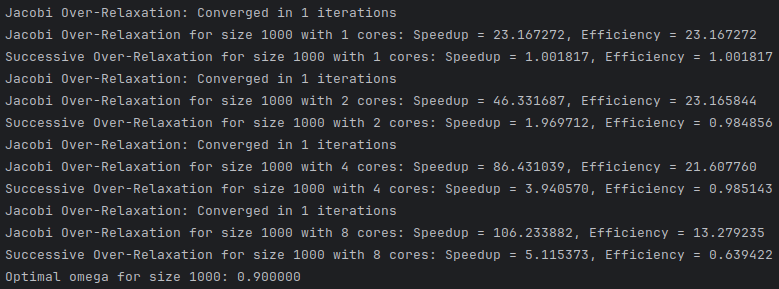 Jacobi Over-Relaxation: Converged in 1 iterations
Jacobi Over-Relaxation for size 1000 with 1 cores: Speedup = 23.167272, Efficiency = 23.167272
Successive Over-Relaxation for size 1000 with 1 cores: Speedup = 1.001817, Efficiency = 1.001817
Jacobi Over-Relaxation: Converged in 1 iterations
Jacobi Over-Relaxation for size 1000 with 2 cores: Speedup = 46.331687, Efficiency = 23.165844
Successive Over-Relaxation for size 1000 with 2 cores: Speedup = 1.969712, Efficiency = 0.984856
Jacobi Over-Relaxation: Converged in 1 iterations
Jacobi Over-Relaxation for size 1000 with 4 cores: Speedup = 86.431039, Efficiency = 21.607760
Successive Over-Relaxation for size 1000 with 4 cores: Speedup = 3.940570, Efficiency = 0.985143
Jacobi Over-Relaxation: Converged in 1 iterations
Jacobi Over-Relaxation for size 1000 with 8 cores: Speedup = 106.233882, Efficiency = 13.279235
Successive Over-Relaxation for size 1000 with 8 cores: Speedup = 5.115373, Efficiency = 0.639422
Optimal omega for size 1000: 0.900000